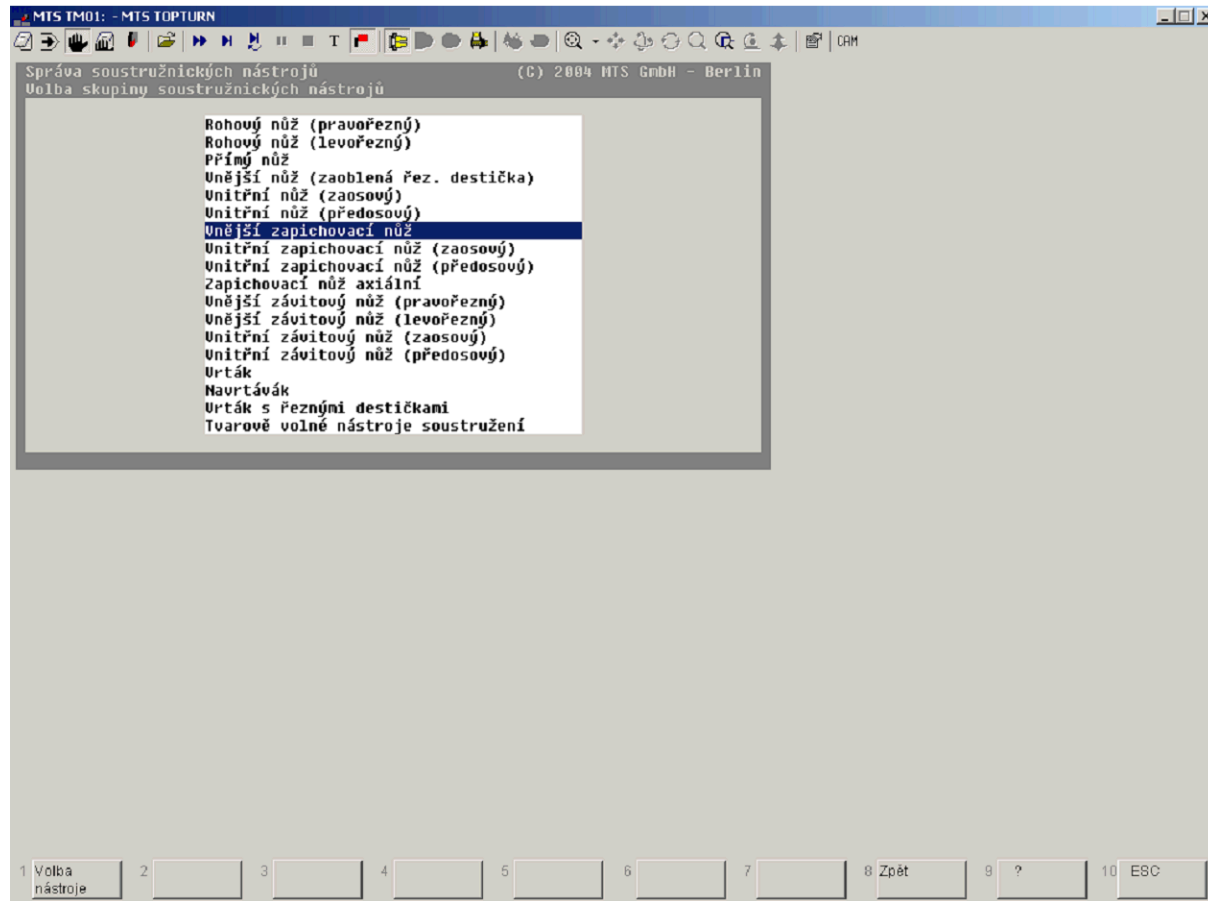 MTS TM01: - MTS TOPTURN
T CAM
Správa soustružnických nástrojů (C) 2004 MTS GmbH - Berlin
Volba skupiny soustružnických nástrojů
Rohový nůž (pravořezný)
Rohový nůž (levořezný)
Přímý nůž
Vnější nůž (zaoblená řez. destička)
Vnitřní nůž (zaosový)
Vnitřní nůž (předosový)
Vnější zapichovací nůž
Vnitřní zapichovací nůž (zaosový)
Vnitřní zapichovací nůž (předosový)
Zapichovací nůž axiální
Vnější závitový nůž (pravořezný)
Vnější závitový nůž (levořezný)
Vnitřní závitový nůž (zaosový)
Vnitřní závitový nůž (předosový)
Vrták
Navrtávák
Vrták s řeznými destičkami
Tvarově volné nástroje soustružení
1 Volba 2 3 4 5 6 7 8 Zpět 9 ? 10 ESC
nástroje